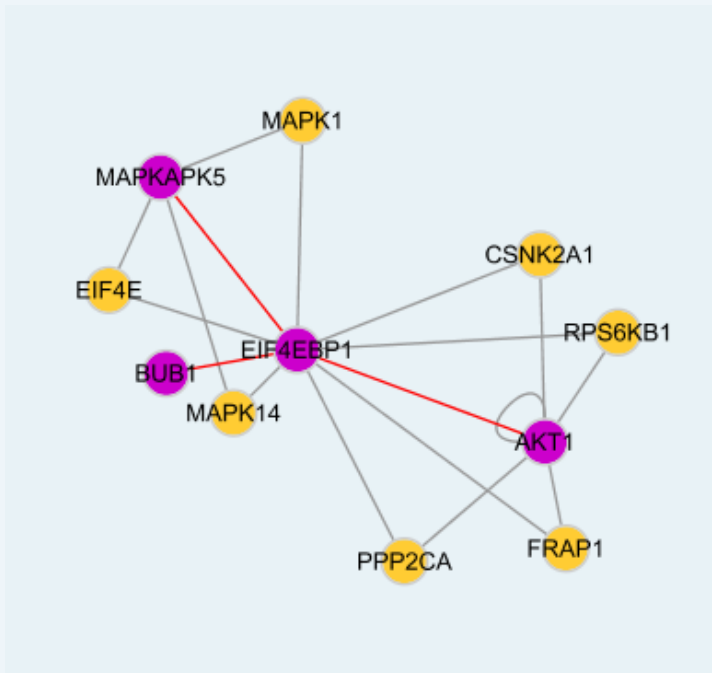 MAPK1
MAPKAPK5
CSNK2A1
EIF4E
RPS6KB1
EIF4EBP1
BUB1
MAPK14
AKT1
FRAP1
PPP2CA